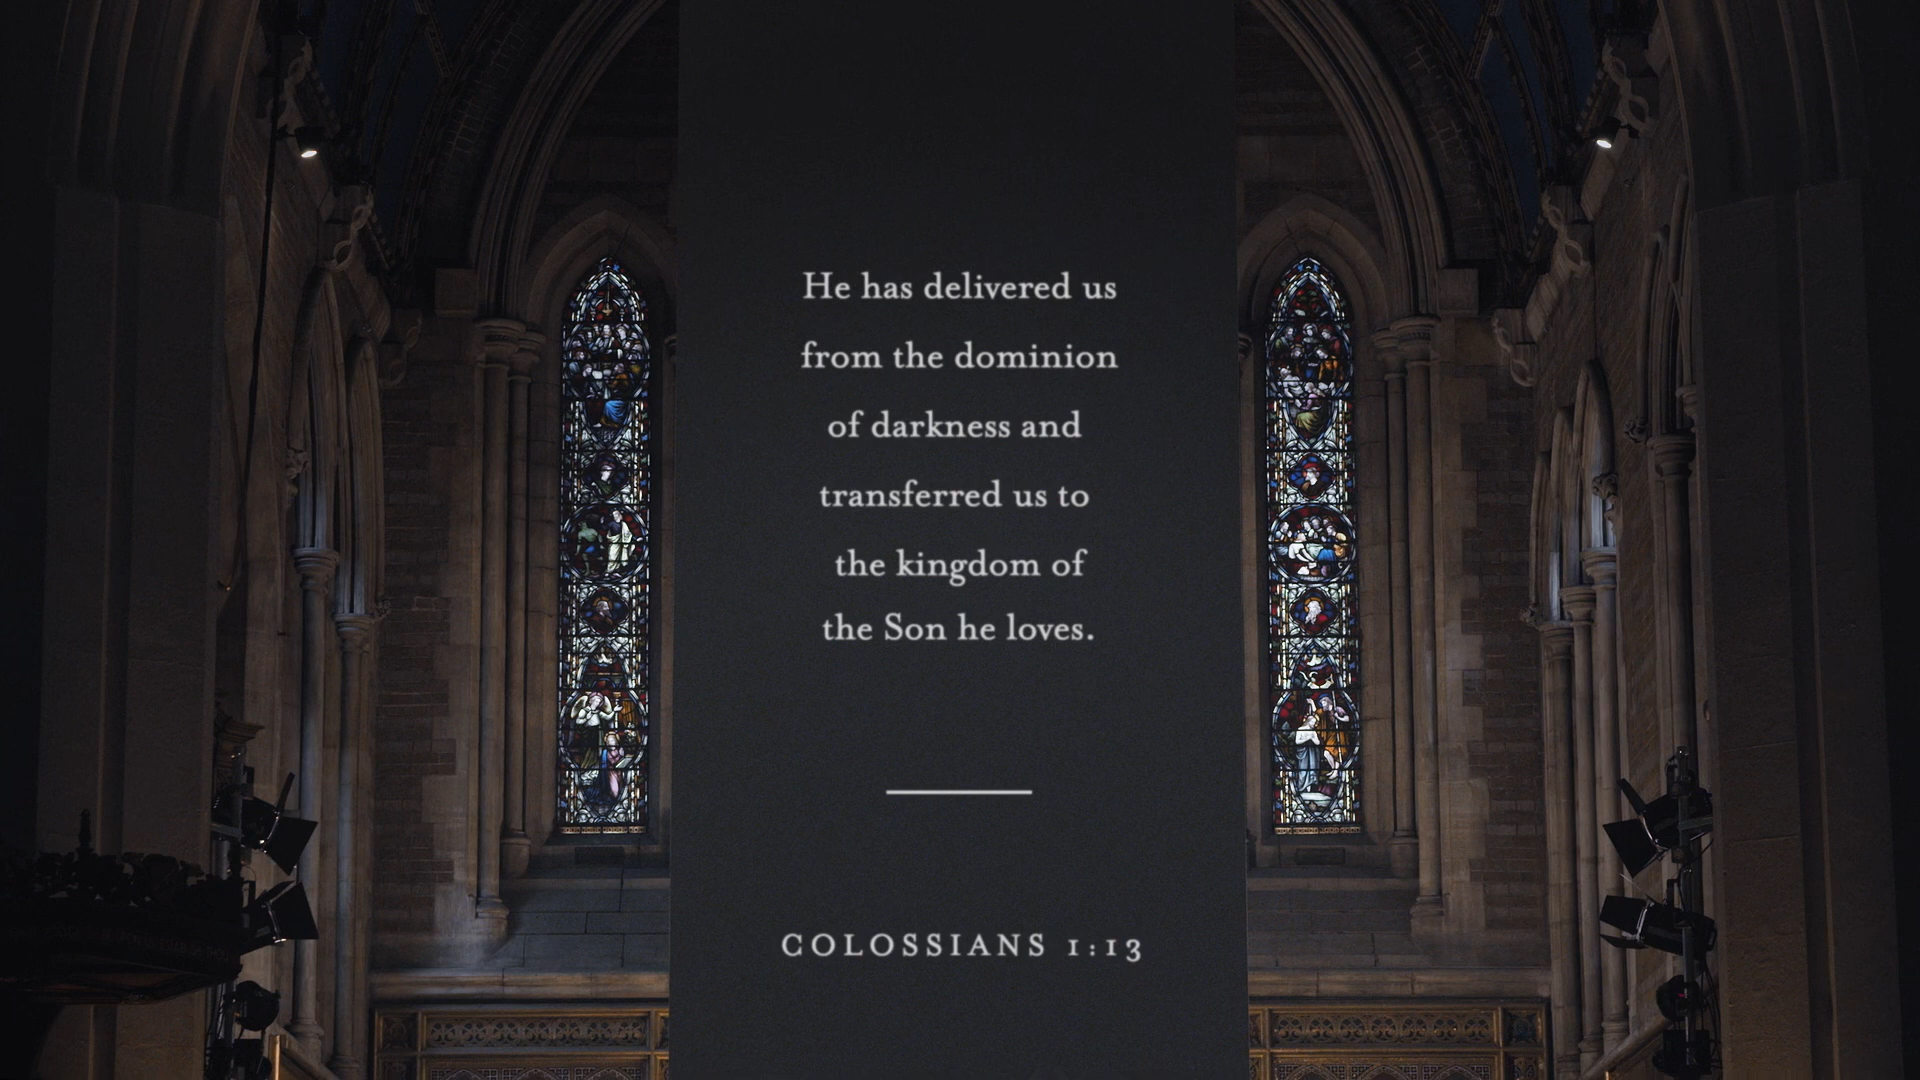 He has delivered us
from the dominion
of darkness and
transferred us to
the kingdom of
the Son he loves.
COLOSSIANS 1:13